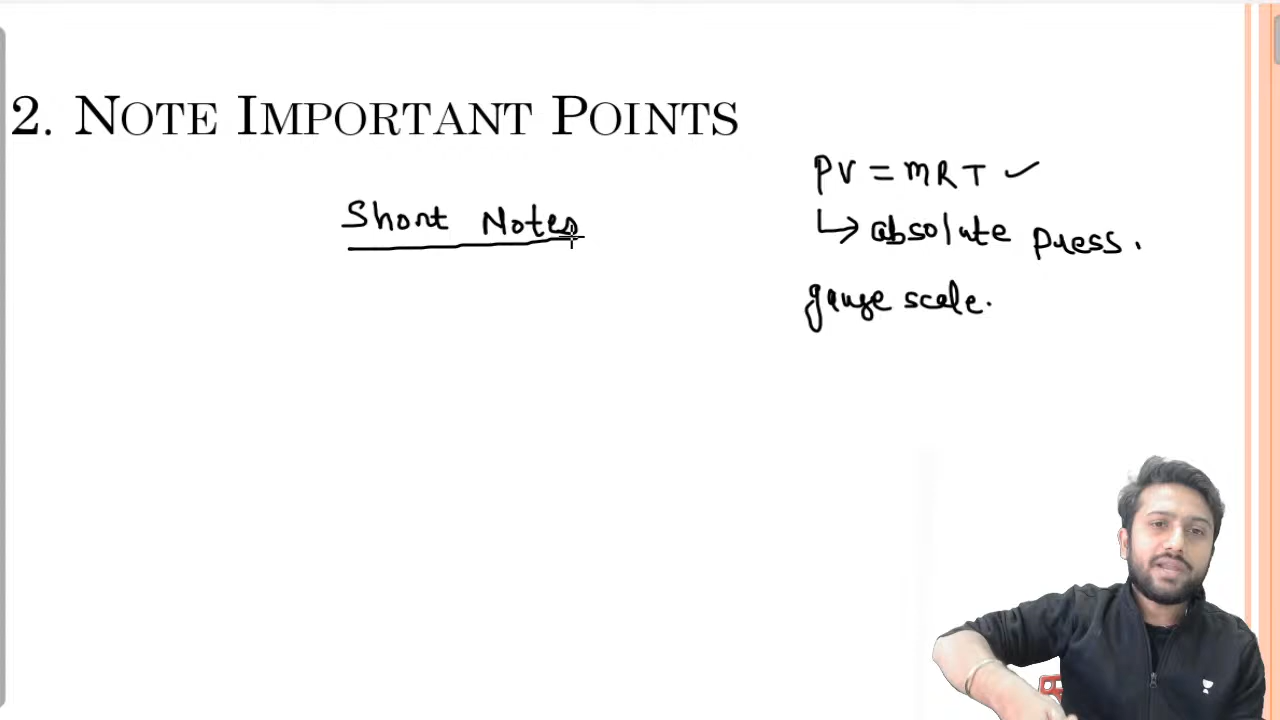 2. NOTE IMPORTANT POINTS
Short Notes
PV = mRT ✓
↳ absolute press.
gauge scale.